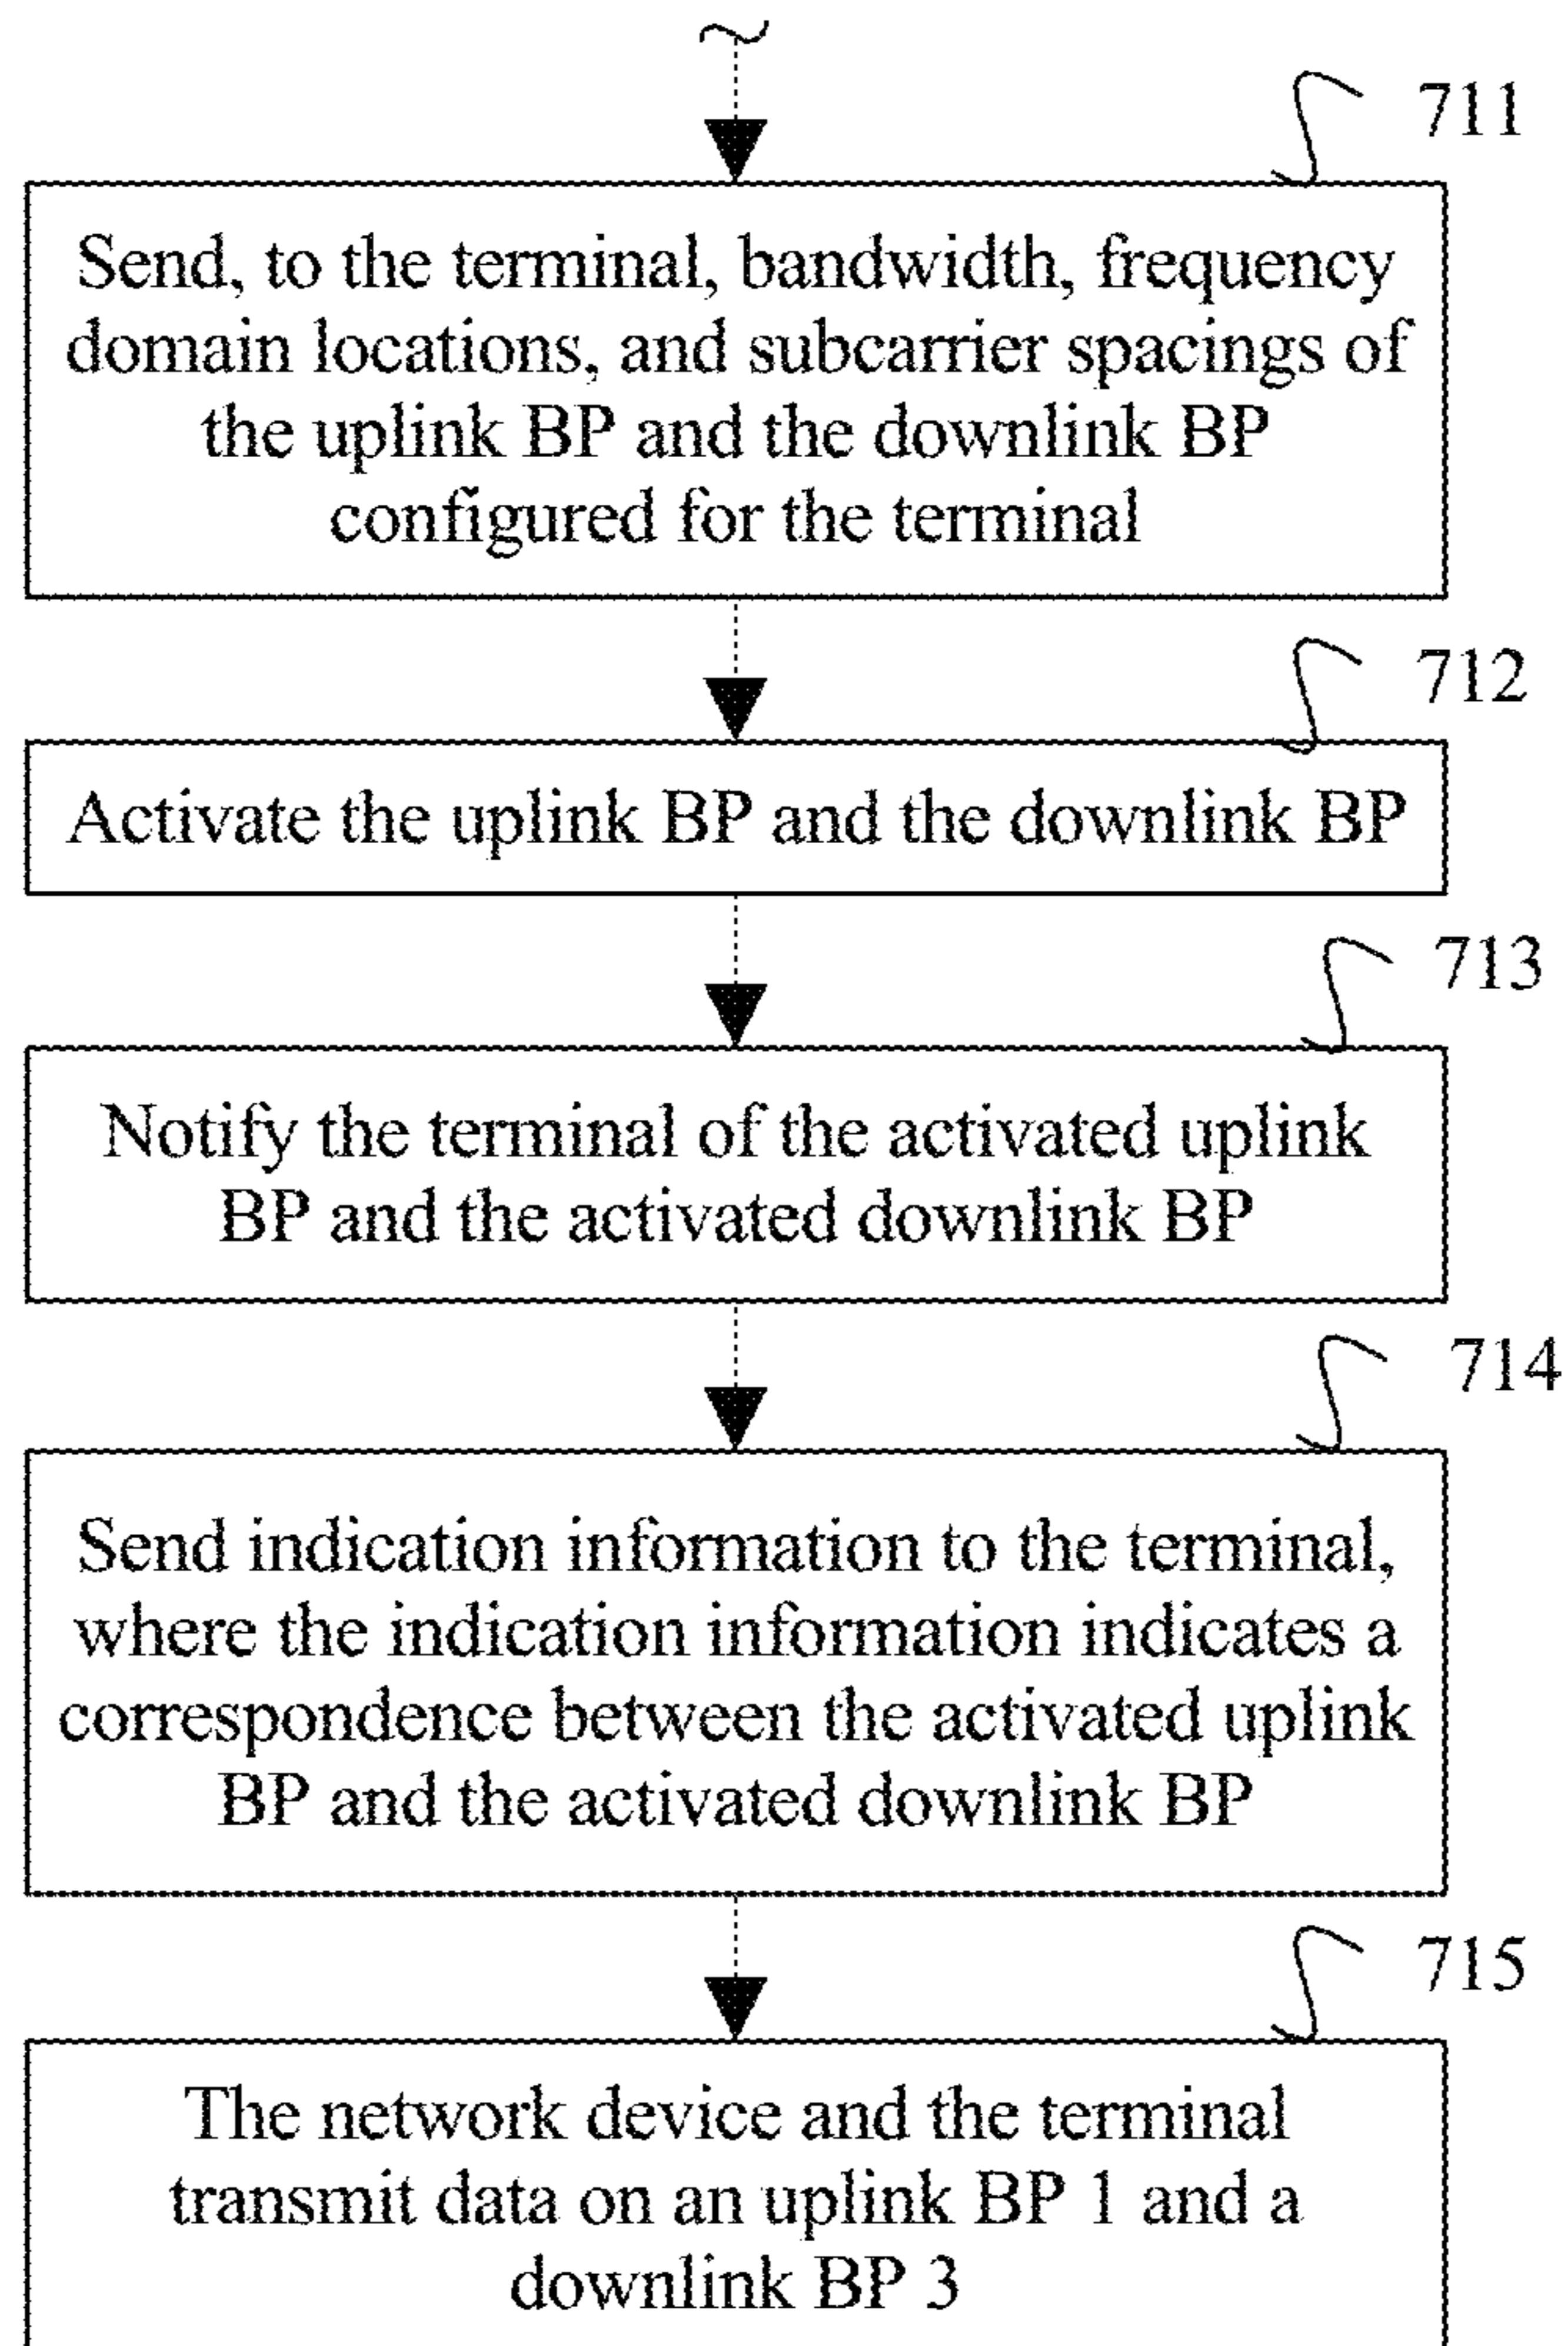 711
Send, to the terminal, bandwidth, frequency
domain locations, and subcarrier spacings of
the uplink BP and the downlink BP
configured for the terminal
712
Activate the uplink BP and the downlink BP
713
Notify the terminal of the activated uplink
BP and the activated downlink BP
714
Send indication information to the terminal,
where the indication information indicates a
correspondence between the activated uplink
BP and the activated downlink BP
715
The network device and the terminal
transmit data on an uplink BP 1 and a
downlink BP 3